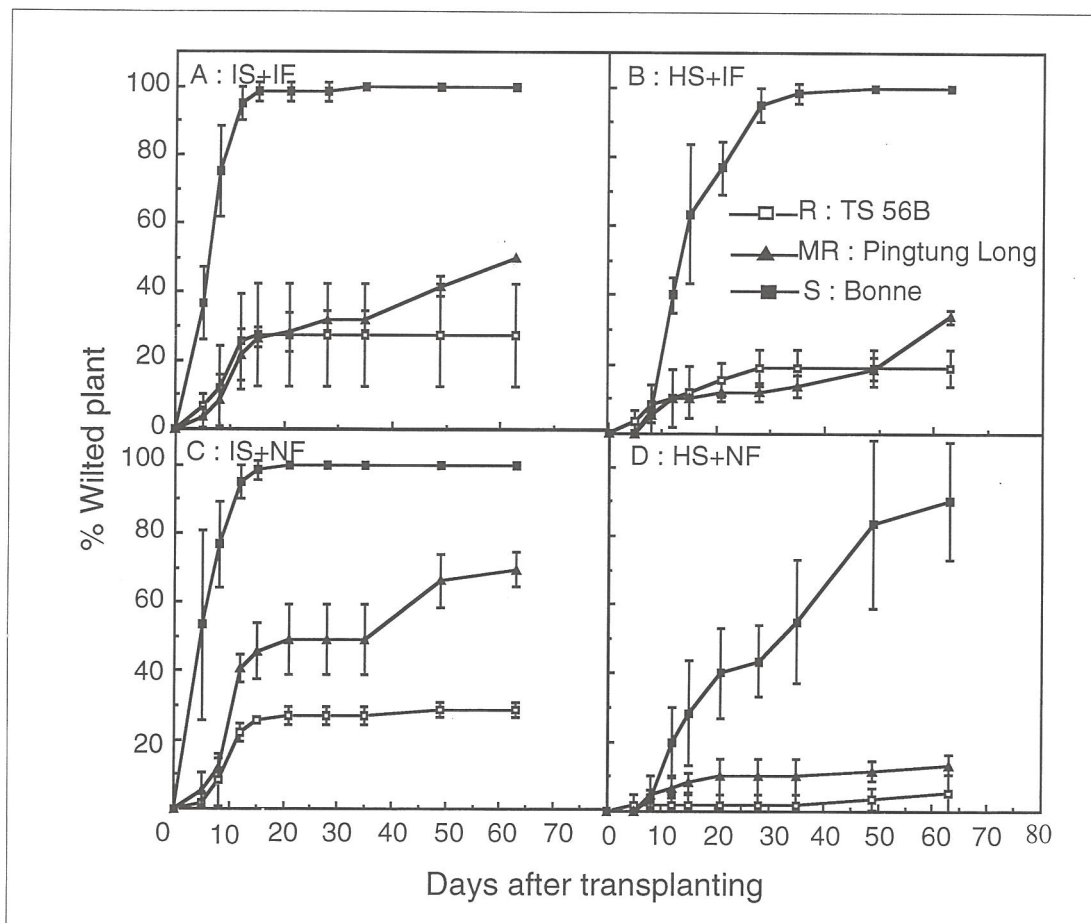 A : IS+IF
B : HS+IF
100
80
60
40
20
0
R : TS 56B
MR : Pingtung Long
S : Bonne
C : IS+NF
D : HS+NF
100
80
60
40
20
0 10 20 30 40 50 60 70
0 10 20 30 40 50 60 70 80
% Wilted plant
Days after transplanting